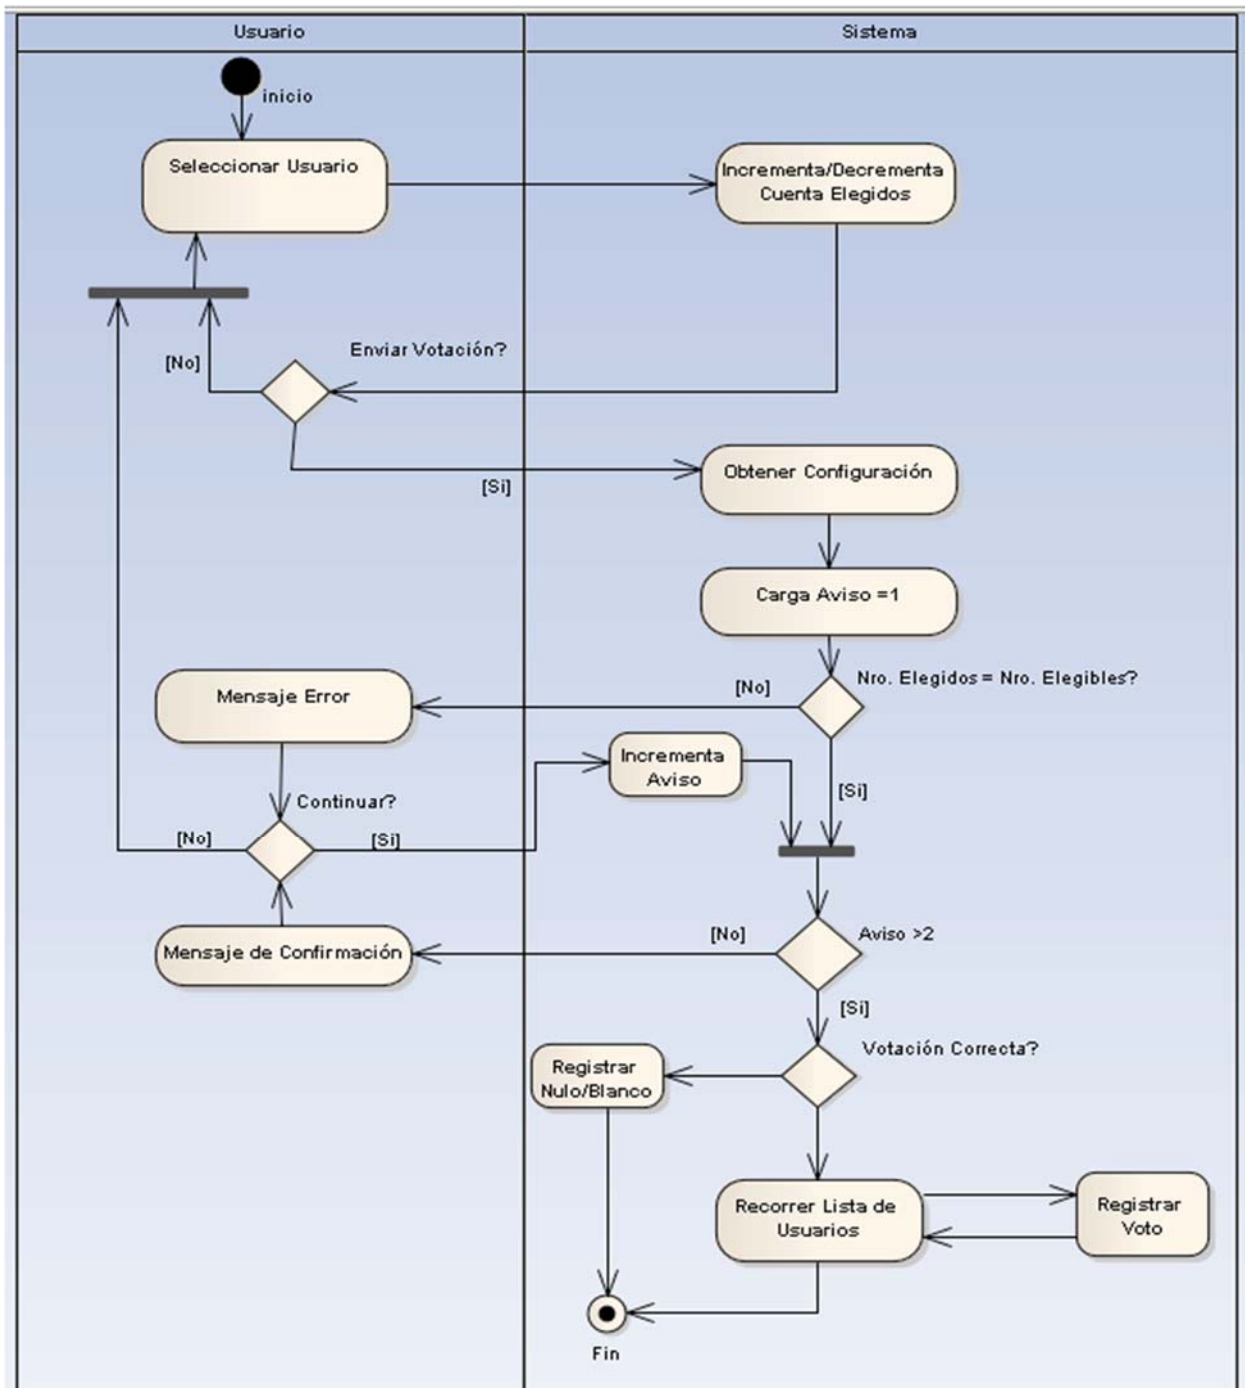 Usuario
Sistema
inicio
Seleccionar Usuario
Incrementa/Decrementa
Cuenta Elegidos
Enviar Votación?
[No]
[Si]
Obtener Configuración
Carga Aviso =1
Nro. Elegidos = Nro. Elegibles?
[No]
Mensaje Error
Incrementa
Aviso
[Si]
Continuar?
[No]
[Si]
Aviso >2
[No]
Mensaje de Confirmación
[Si]
Votación Correcta?
Registrar
Nulo/Blanco
Recorrer Lista de
Usuarios
Registrar
Voto
Fin